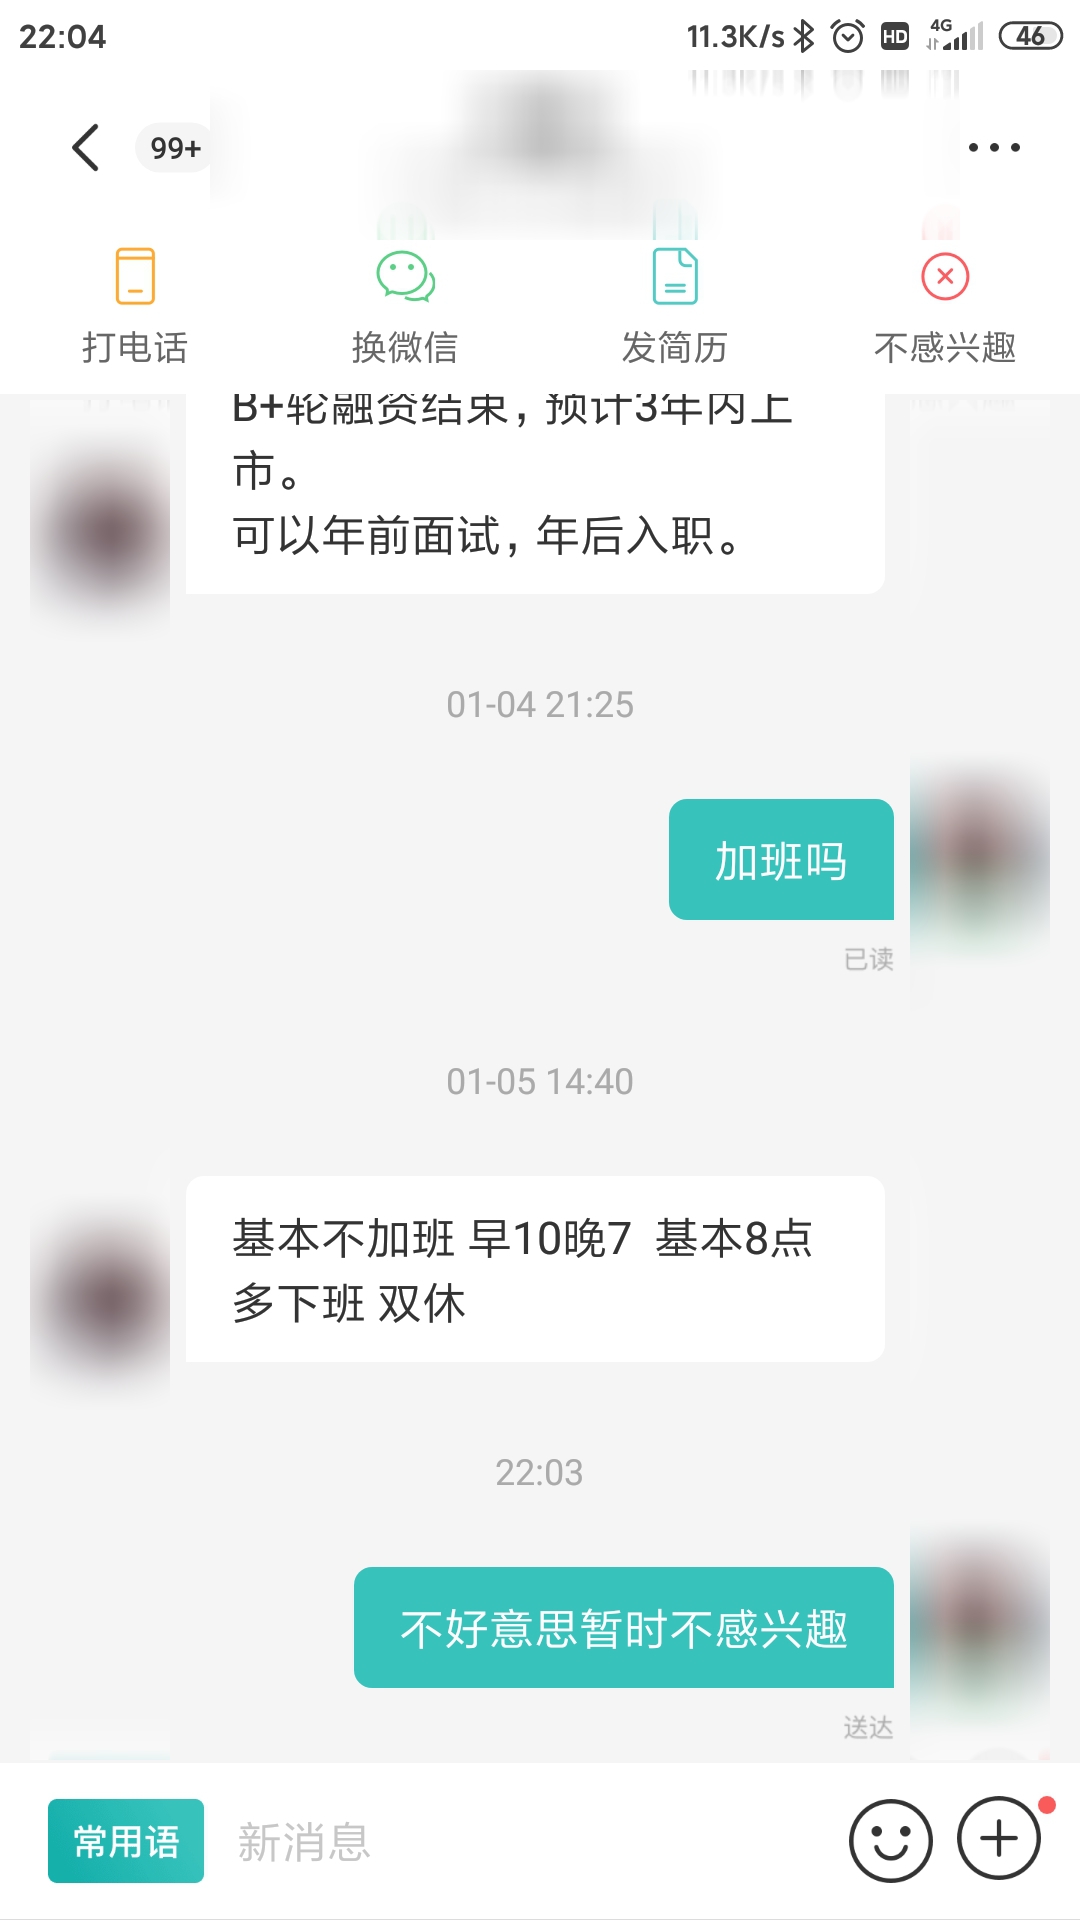 22:04 11.3K/s HD 4G 46
99+
打电话 换微信 发简历 不感兴趣
B+轮融资结束，预计3年内上
市。
可以年前面试，年后入职。
01-04 21:25
加班吗
已读
01-05 14:40
基本不加班 早10晚7 基本8点
多下班 双休
22:03
不好意思暂时不感兴趣
送达
常用语 新消息